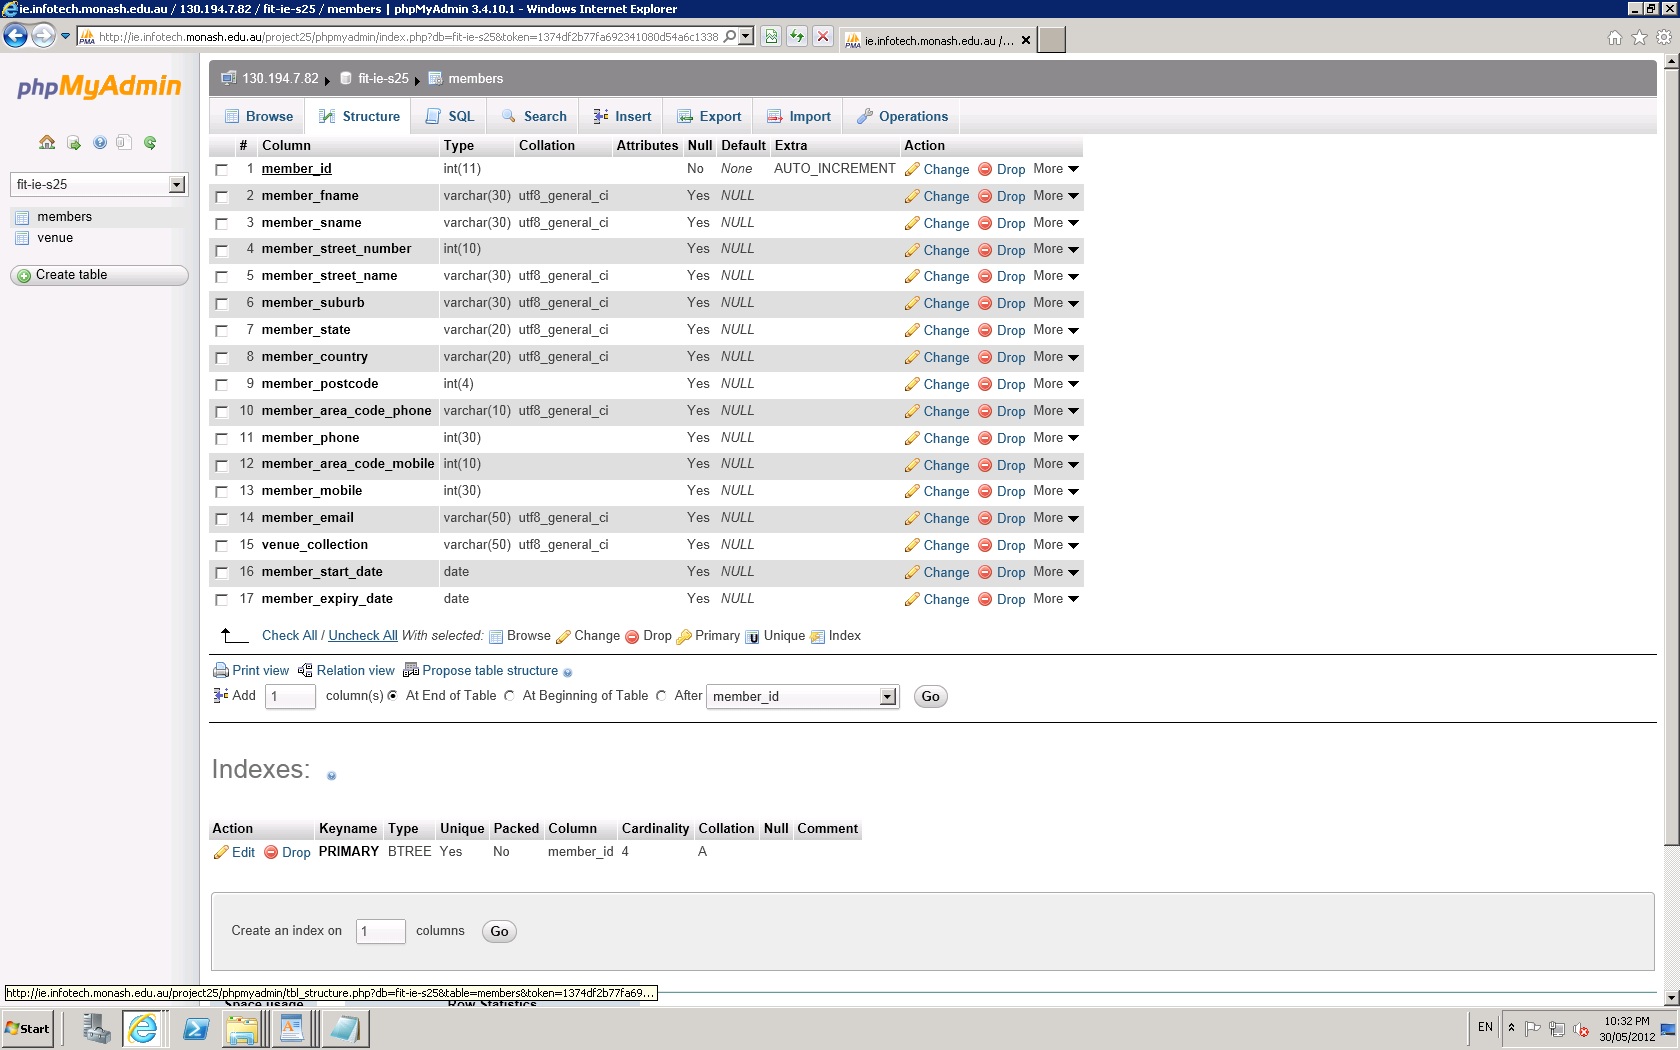 ie.infotech.monash.edu.au / 130.194.7.82 / fit-ie-s25 / members | phpMyAdmin 3.4.10.1 - Windows Internet Explorer
http://ie.infotech.monash.edu.au/project25/phpmyadmin/index.php?db=fit-ie-s25&token=1374df2b77fa692341080d54a6c1338
PMA ie.infotech.monash.edu.au /...
phpMyAdmin
fit-ie-s25
members
venue
Create table
130.194.7.82 fit-ie-s25 members
Browse Structure SQL Search Insert Export Import Operations
# Column Type Collation Attributes Null Default Extra Action
1 member_id int(11) No None AUTO_INCREMENT Change Drop More
2 member_fname varchar(30) utf8_general_ci Yes NULL Change Drop More
3 member_sname varchar(30) utf8_general_ci Yes NULL Change Drop More
4 member_street_number int(10) Yes NULL Change Drop More
5 member_street_name varchar(30) utf8_general_ci Yes NULL Change Drop More
6 member_suburb varchar(30) utf8_general_ci Yes NULL Change Drop More
7 member_state varchar(20) utf8_general_ci Yes NULL Change Drop More
8 member_country varchar(20) utf8_general_ci Yes NULL Change Drop More
9 member_postcode int(4) Yes NULL Change Drop More
10 member_area_code_phone varchar(10) utf8_general_ci Yes NULL Change Drop More
11 member_phone int(30) Yes NULL Change Drop More
12 member_area_code_mobile int(10) Yes NULL Change Drop More
13 member_mobile int(30) Yes NULL Change Drop More
14 member_email varchar(50) utf8_general_ci Yes NULL Change Drop More
15 venue_collection varchar(50) utf8_general_ci Yes NULL Change Drop More
16 member_start_date date Yes NULL Change Drop More
17 member_expiry_date date Yes NULL Change Drop More
Check All / Uncheck All With selected: Browse Change Drop Primary Unique Index
Print view Relation view Propose table structure
Add 1 column(s) At End of Table At Beginning of Table After member_id Go
Indexes:
Action Keyname Type Unique Packed Column Cardinality Collation Null Comment
Edit Drop PRIMARY BTREE Yes No member_id 4 A
Create an index on 1 columns Go
http://ie.infotech.monash.edu.au/project25/phpmyadmin/tbl_structure.php?db=fit-ie-s25&table=members&token=1374df2b77fa69...
Space usage Row Statistics
Start EN 10:32 PM
30/05/2012